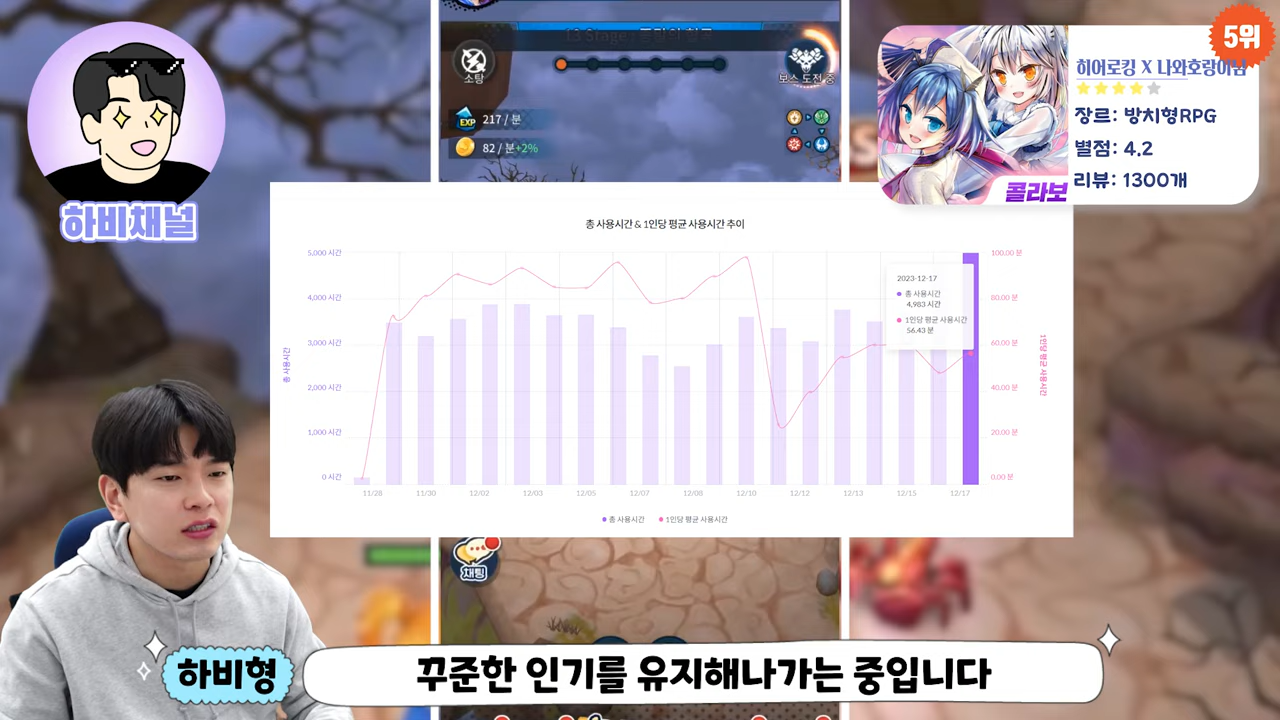 하비채널
소탕
보스 도전 중
EXP
217 / 분
82 / 분+2%
5위
히어로킹 X 나와호랑이님
장르: 방치형RPG
별점: 4.2
리뷰: 1300개
콜라보
총 사용시간 & 1인당 평균 사용시간 추이
5,000 시간
4,000 시간
3,000 시간
2,000 시간
1,000 시간
0 시간
총 사용시간
100.00 분
80.00 분
60.00 분
40.00 분
20.00 분
0.00 분
1인당 평균 사용시간
2023-12-17
총 사용시간
4,983 시간
1인당 평균 사용시간
56.43 분
11/28 11/30 12/02 12/03 12/05 12/07 12/08 12/10 12/12 12/13 12/15 12/17
총 사용시간 1인당 평균 사용시간
채팅
하비형
꾸준한 인기를 유지해나가는 중입니다